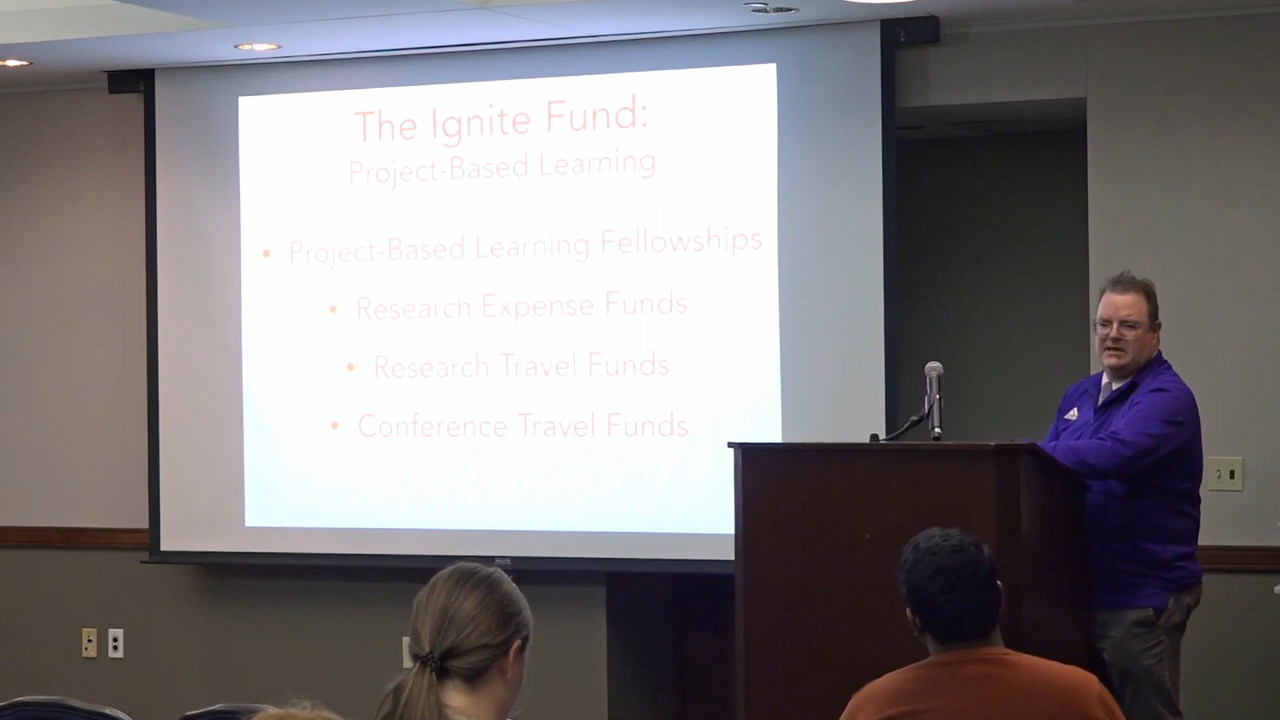 The Ignite Fund:
Project-Based Learning
• Project-Based Learning Fellowships
• Research Expense Funds
• Research Travel Funds
• Conference Travel Funds